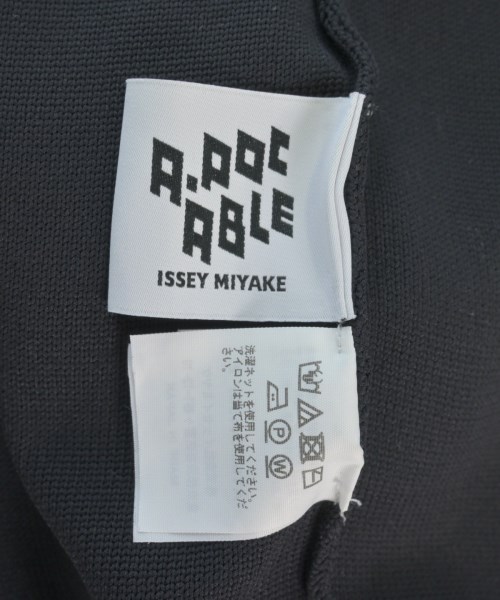 A.POC
ABLE
ISSEY MIYAKE
P
W
洗濯ネットを使用してください。
アイロンは当て布を使用してくだ
さい。